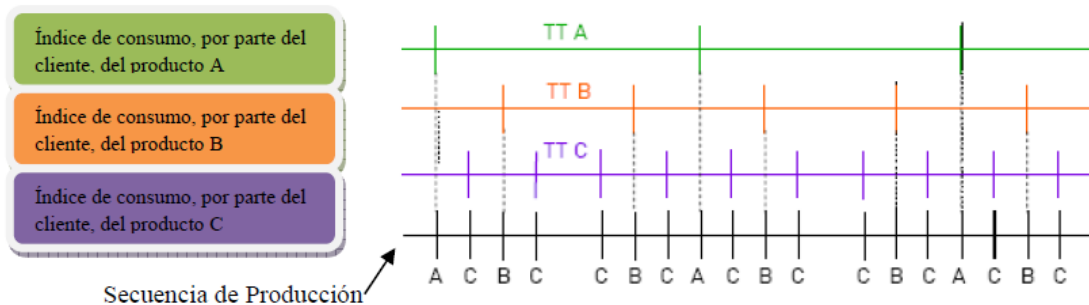 Índice de consumo, por parte del
cliente, del producto A
Índice de consumo, por parte del
cliente, del producto B
Índice de consumo, por parte del
cliente, del producto C
TT A
TT B
TT C
A C B C C B C A C B C C B C A C B C
Secuencia de Producción